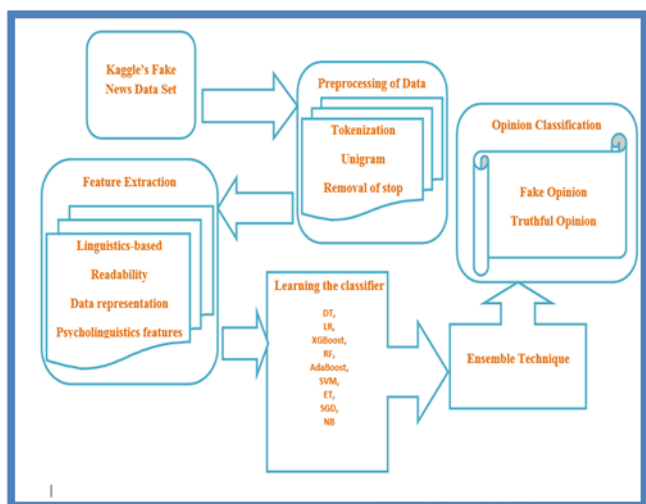 Kaggle's Fake
News Data Set
Preprocessing of Data
Tokenization
Unigram
Removal of stop
Feature Extraction
Linguistics-based
Readability
Data representation
Psycholinguistics features
Learning the classifier
DT,
LR,
XGBoost,
RF,
AdaBoost,
SVM,
ET,
SGD,
NB
Ensemble Technique
Opinion Classification
Fake Opinion
Truthful Opinion